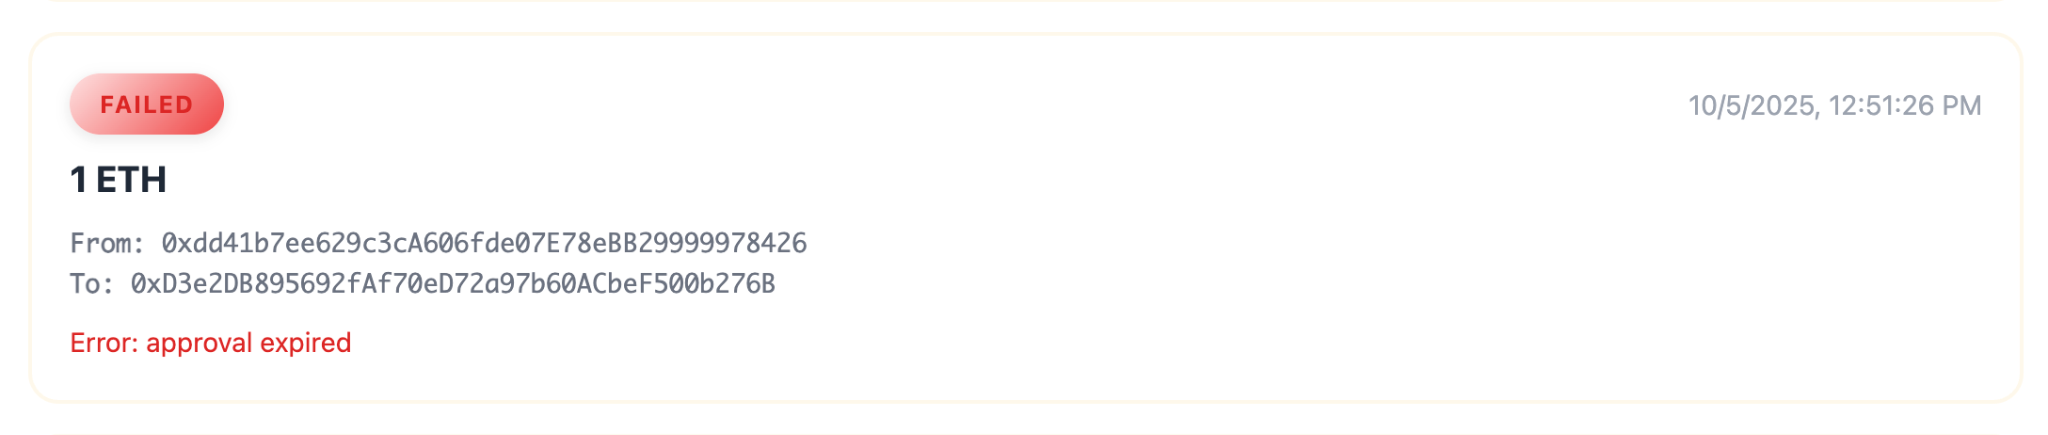 FAILED
10/5/2025, 12:51:26 PM
1 ETH
From: 0xdd41b7ee629c3cA606fde07E78eBB29999978426
To: 0xD3e2DB895692fAf70eD72a97b60ACbeF500b276B
Error: approval expired